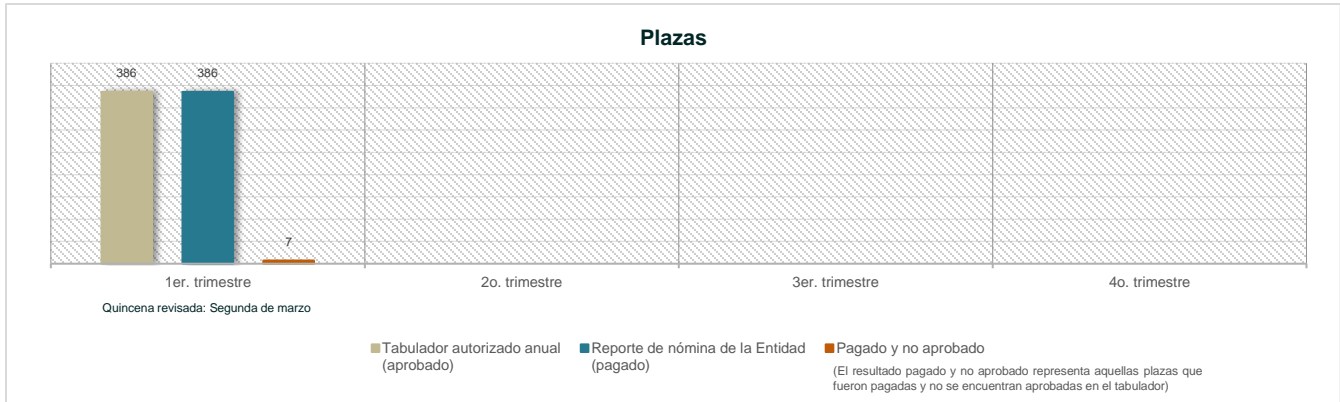 Plazas
386
386
7
1er. trimestre
2o. trimestre
3er. trimestre
4o. trimestre
Quincena revisada: Segunda de marzo
Tabulador autorizado anual
(aprobado)
Reporte de nómina de la Entidad
(pagado)
Pagado y no aprobado
(El resultado pagado y no aprobado representa aquellas plazas que
fueron pagadas y no se encuentran aprobadas en el tabulador)